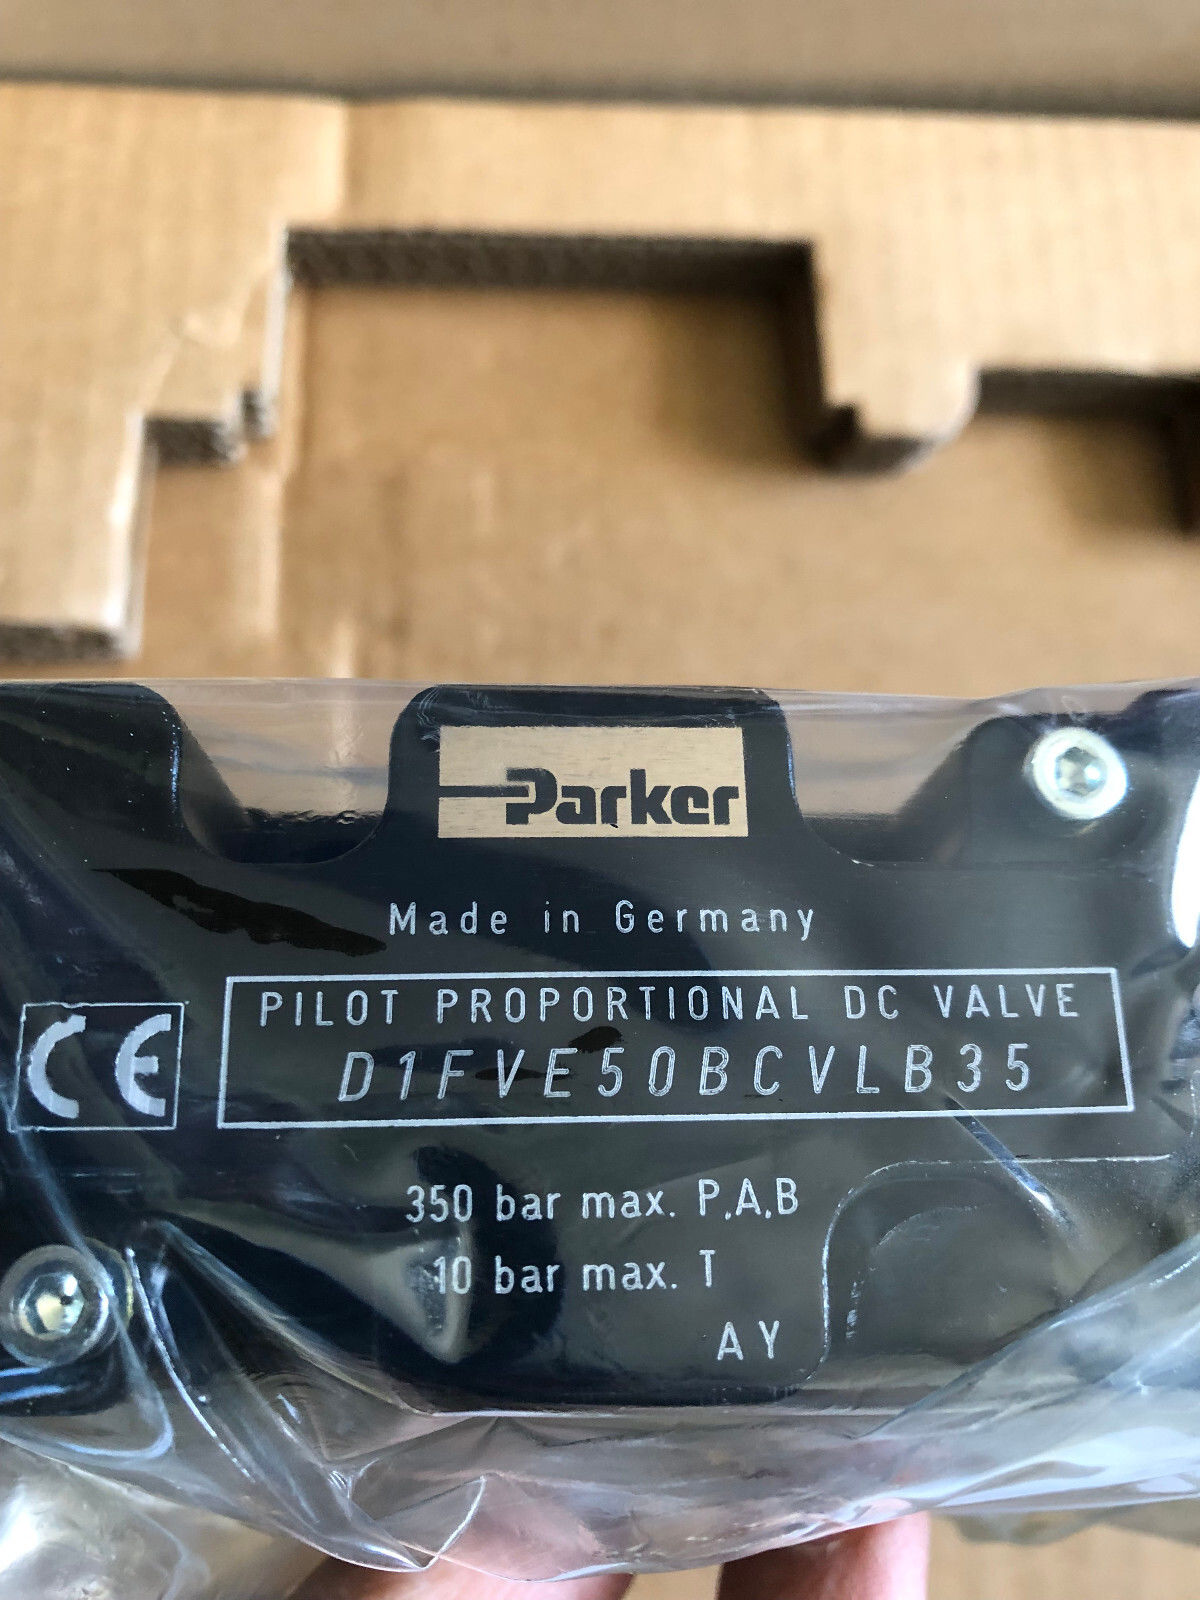 Parker
Made in Germany
CE
PILOT PROPORTIONAL DC VALVE
D1FVE50BCVLB35
350 bar max. P,A,B
10 bar max. T
AY